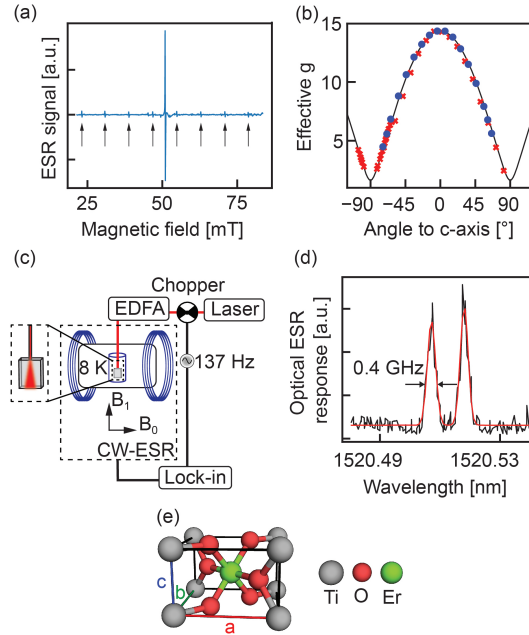 (a)
ESR signal [a.u.]
25 50 75
Magnetic field [mT]
(b)
Effective g
15
10
5
−90 −45 0 45 90
Angle to c-axis [°]
(c)
Chopper
EDFA
Laser
8 K
137 Hz
B1
B0
CW-ESR
Lock-in
(d)
Optical ESR
response [a.u.]
0.4 GHz
1520.49 1520.53
Wavelength [nm]
(e)
c
b
a
Ti O Er